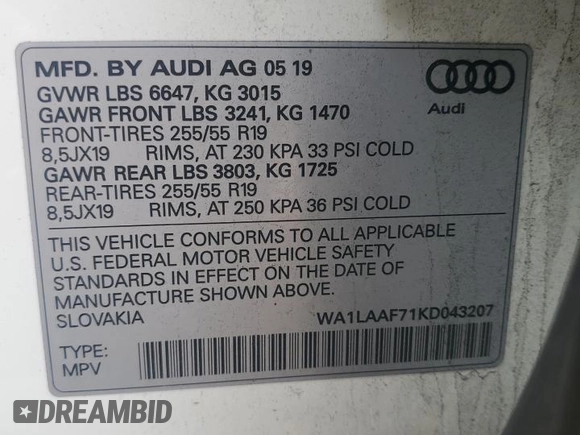 MFD. BY AUDI AG 05 19
GVWR LBS 6647, KG 3015
GAWR FRONT LBS 3241, KG 1470
FRONT-TIRES 255/55 R19
8,5JX19 RIMS, AT 230 KPA 33 PSI COLD
GAWR REAR LBS 3803, KG 1725
REAR-TIRES 255/55 R19
8,5JX19 RIMS, AT 250 KPA 36 PSI COLD
Audi
THIS VEHICLE CONFORMS TO ALL APPLICABLE
U.S. FEDERAL MOTOR VEHICLE SAFETY
STANDARDS IN EFFECT ON THE DATE OF
MANUFACTURE SHOWN ABOVE.
SLOVAKIA WA1LAAF71KD043207
TYPE:
MPV
DREAMBID